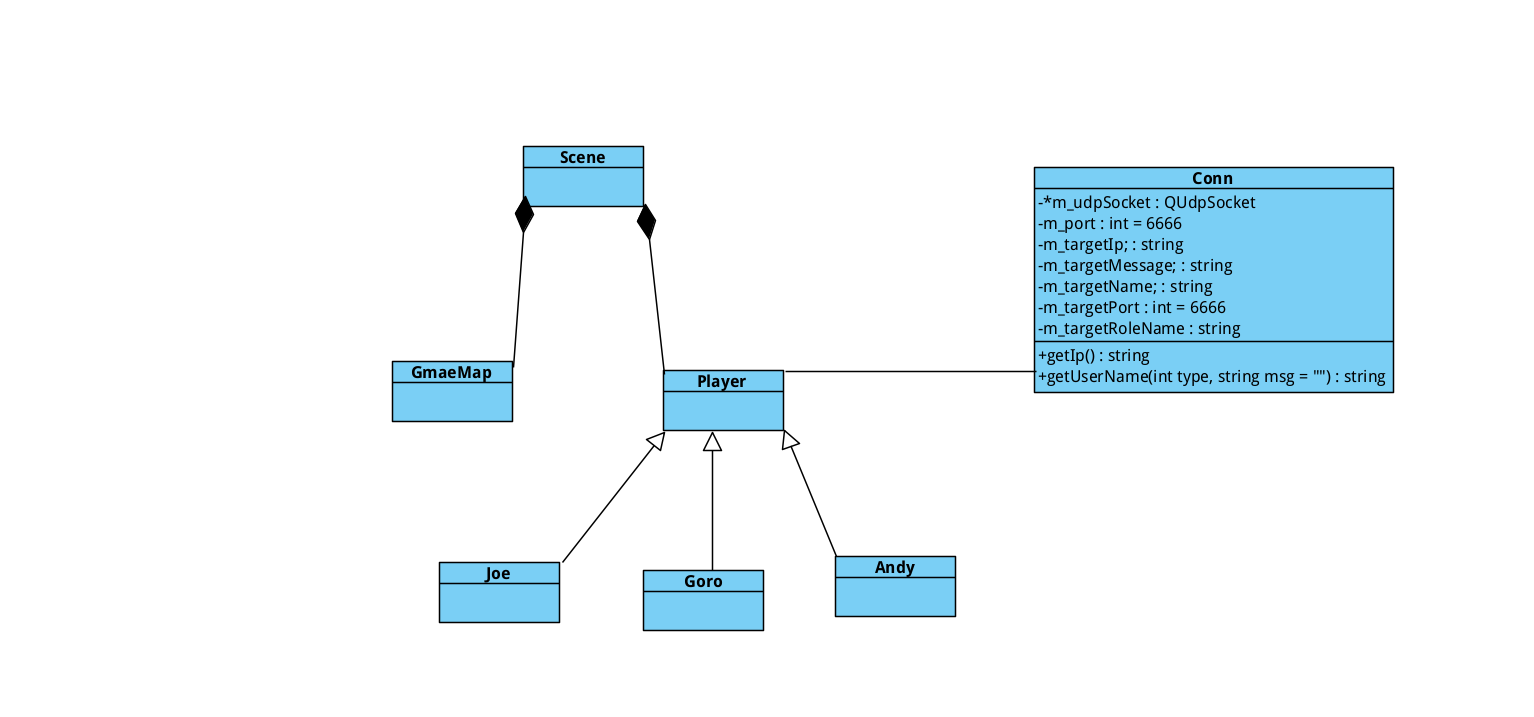 Scene
Conn
-*m_udpSocket : QUdpSocket
-m_port : int = 6666
-m_targetIp; : string
-m_targetMessage; : string
-m_targetName; : string
-m_targetPort : int = 6666
-m_targetRoleName : string
+getIp() : string
+getUserName(int type, string msg = "") : string
GmaeMap
Player
Joe
Goro
Andy